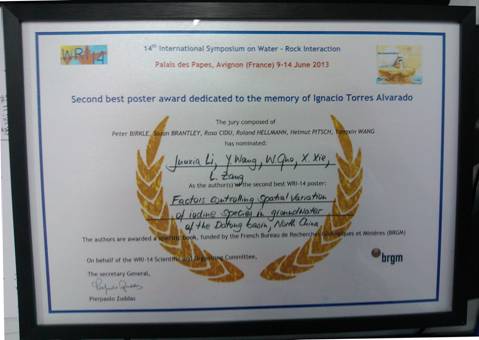 WRI 14
14th International Symposium on Water - Rock Interaction
Palais des Papes, Avignon (France) 9-14 June 2013
Second best poster award dedicated to the memory of Ignacio Torres Alvarado
The jury composed of
Peter BIRKLE, Susan BRANTLEY, Rosa CIDU, Roland HELLMANN, Helmut PITSCH, Yanxin WANG
has nominated:
Junxia Li, Y Wang, W. Guo, X. Xie,
L. Zang
As the author(s) of the second best WRI-14 poster:
Factors controlling spatial variation
of iodine species in groundwater
of the Datong basin, North China
The authors are awarded a scientific book, funded by the French Bureau de Recherches Géologiques et Minières (BRGM)
On behalf of the WRI-14 Scientific and Organising Committee,
brgm
The secretary General,
Pierpaolo Zuddas